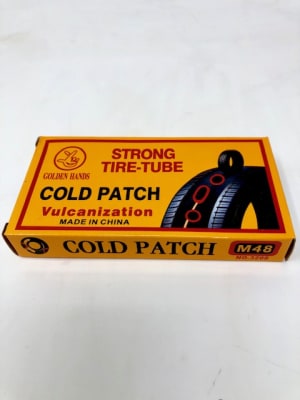 STRONG
TIRE-TUBE
GOLDEN HANDS
COLD PATCH
Vulcanization
MADE IN CHINA
COLD PATCH
M48